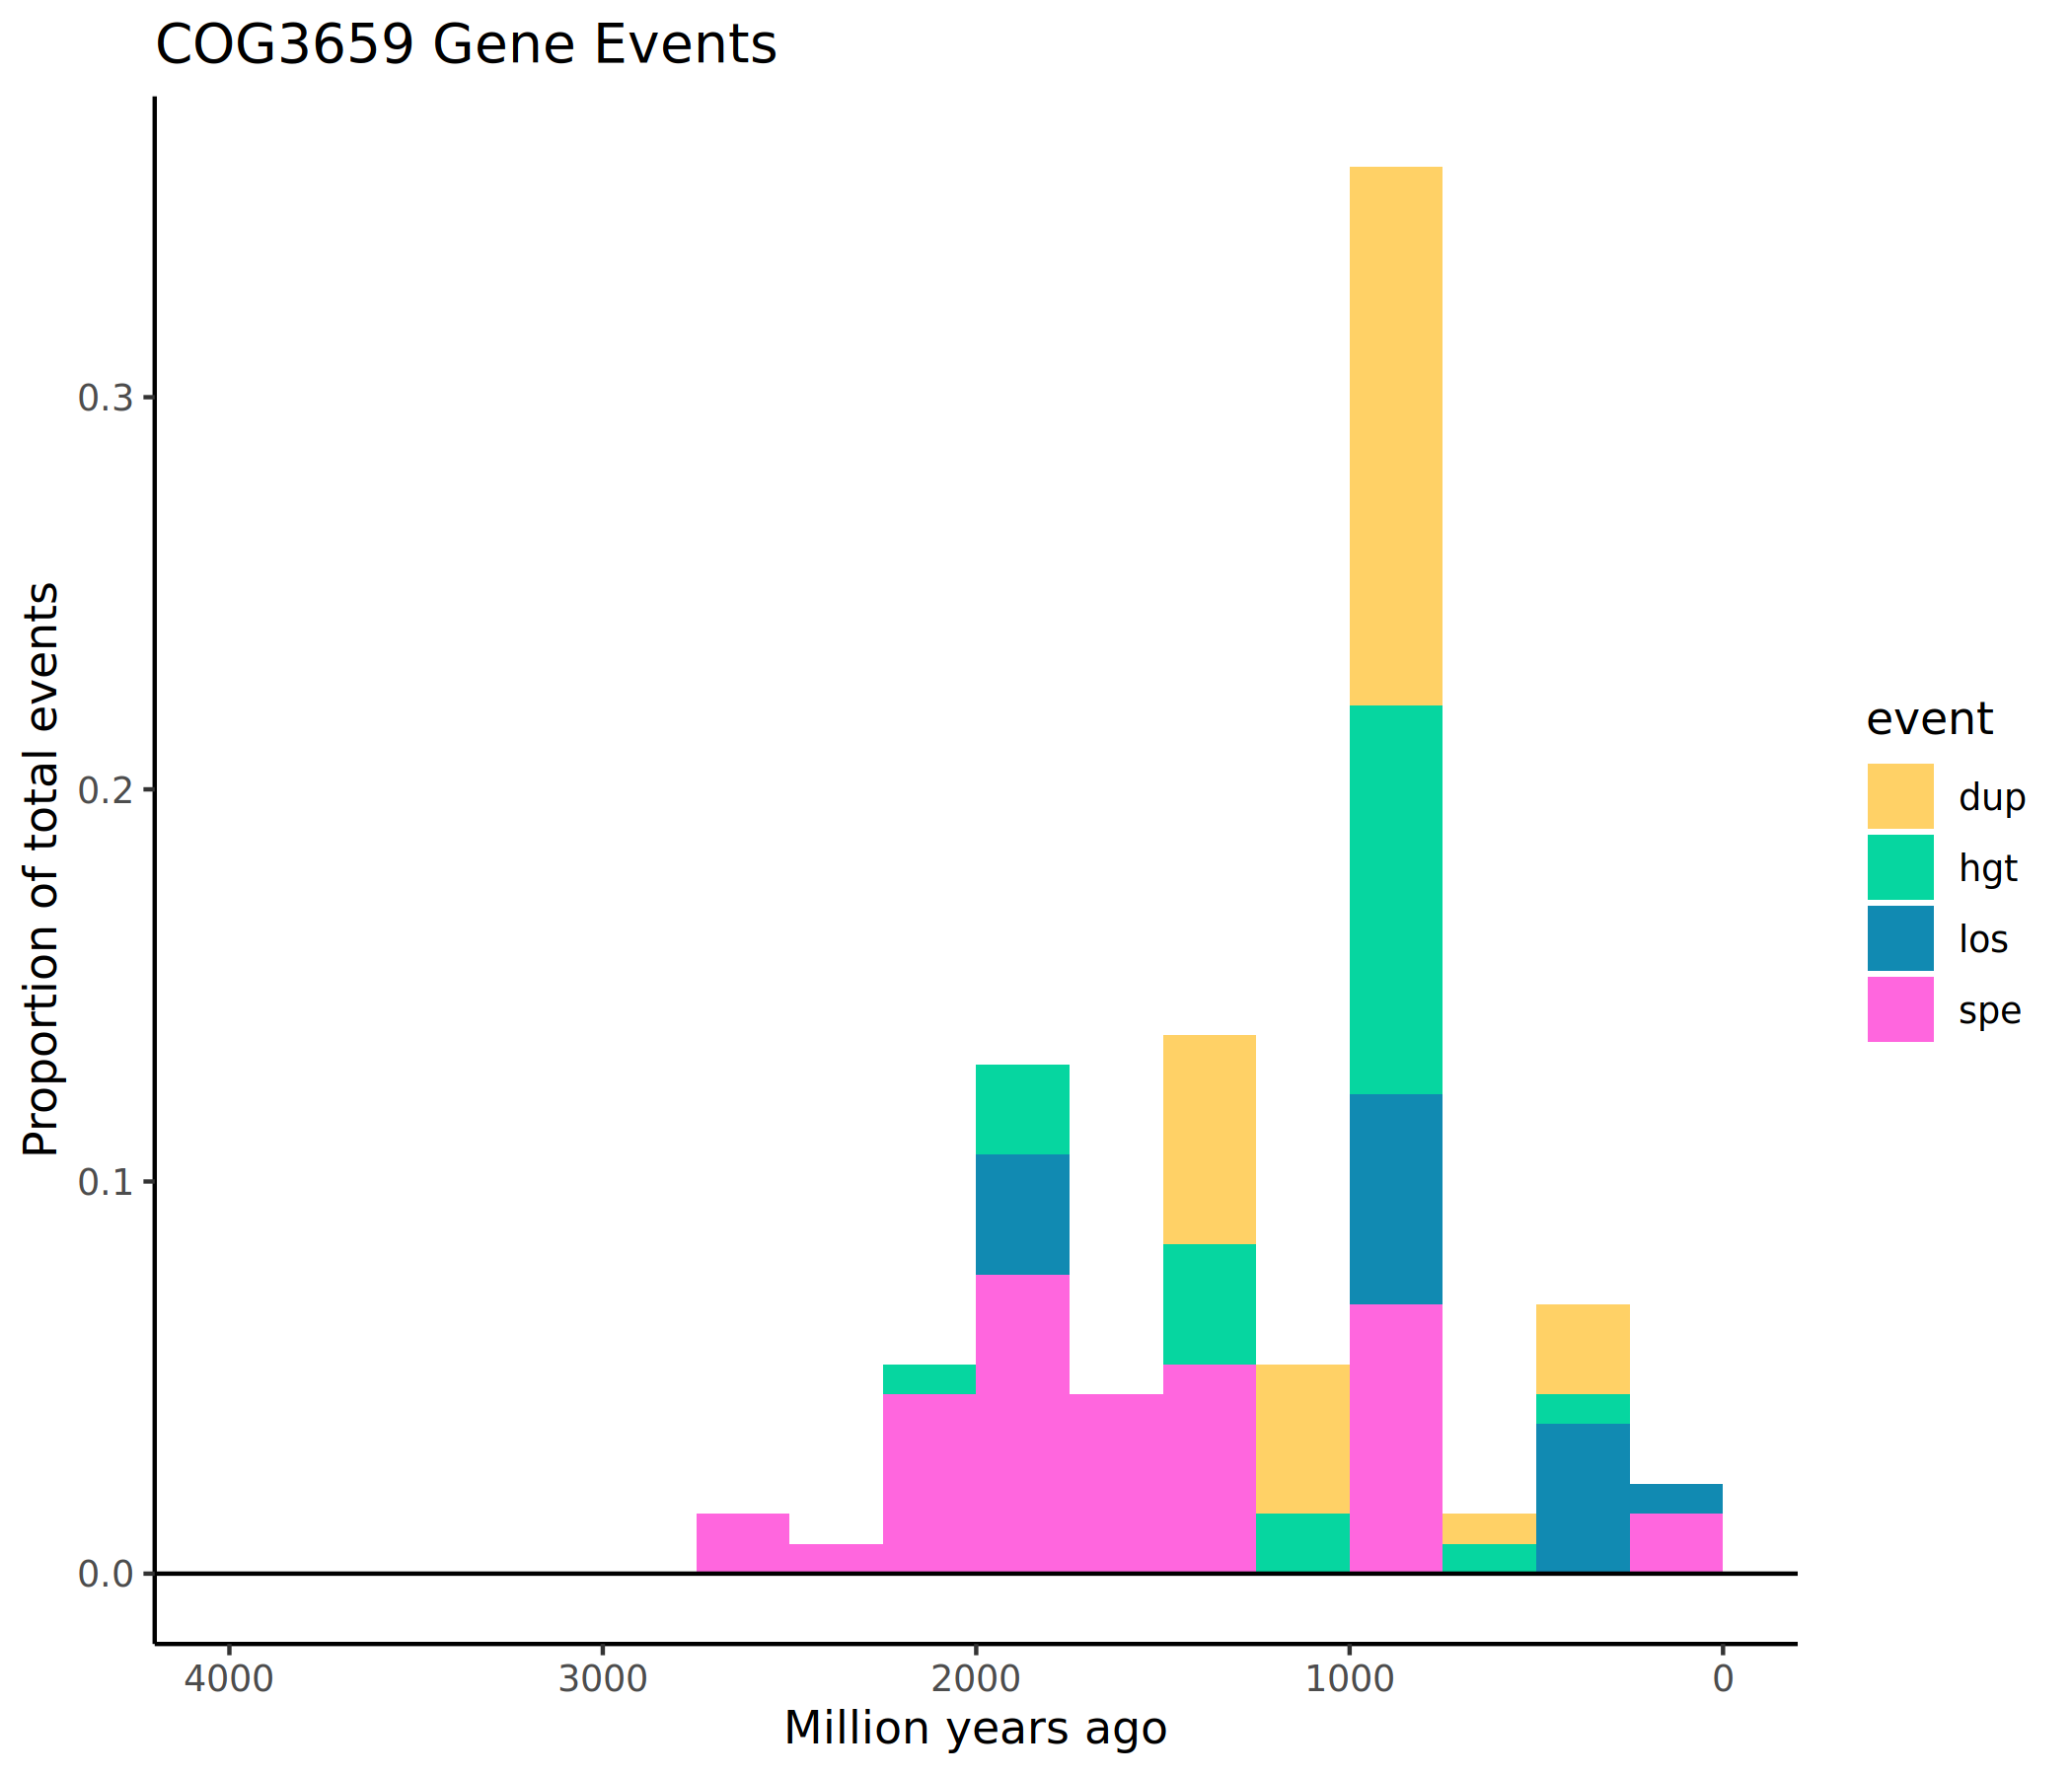 COG3659 Gene Events
Proportion of total events
0.3
0.2
0.1
0.0
4000 3000 2000 1000 0
Million years ago
event
dup
hgt
los
spe